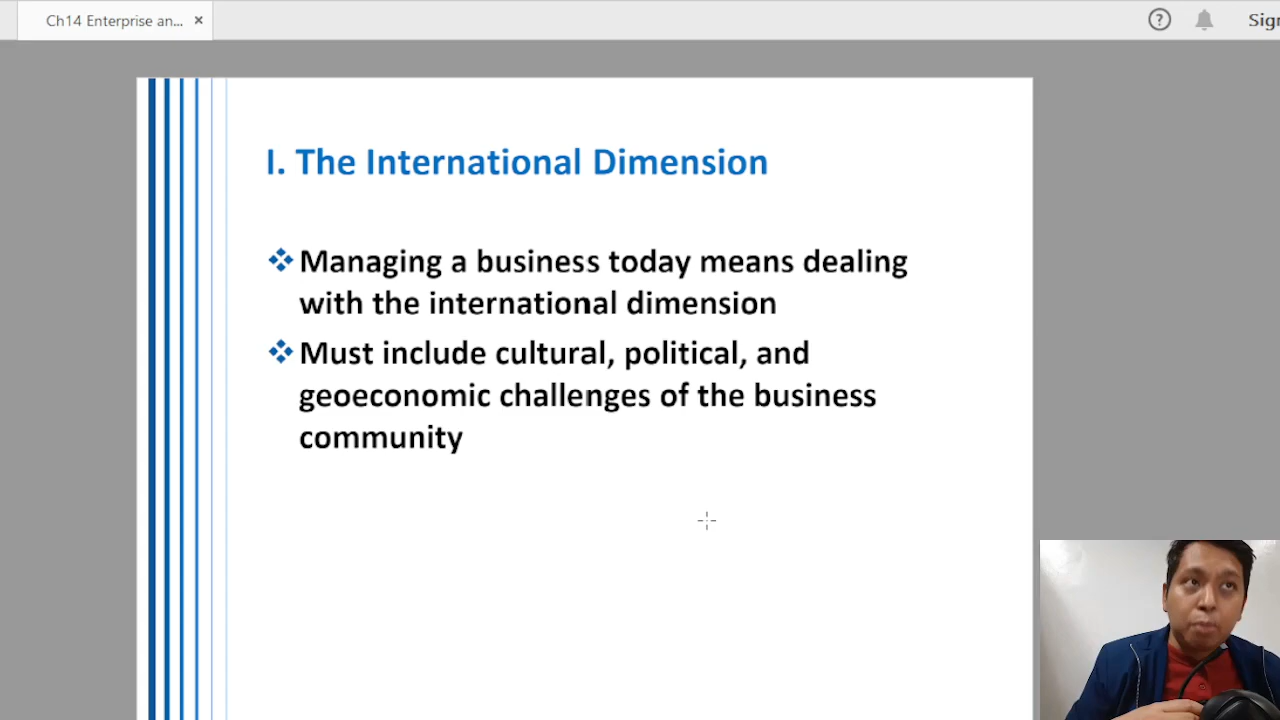 Ch14 Enterprise an...
Sig
I. The International Dimension
Managing a business today means dealing
with the international dimension
Must include cultural, political, and
geoeconomic challenges of the business
community